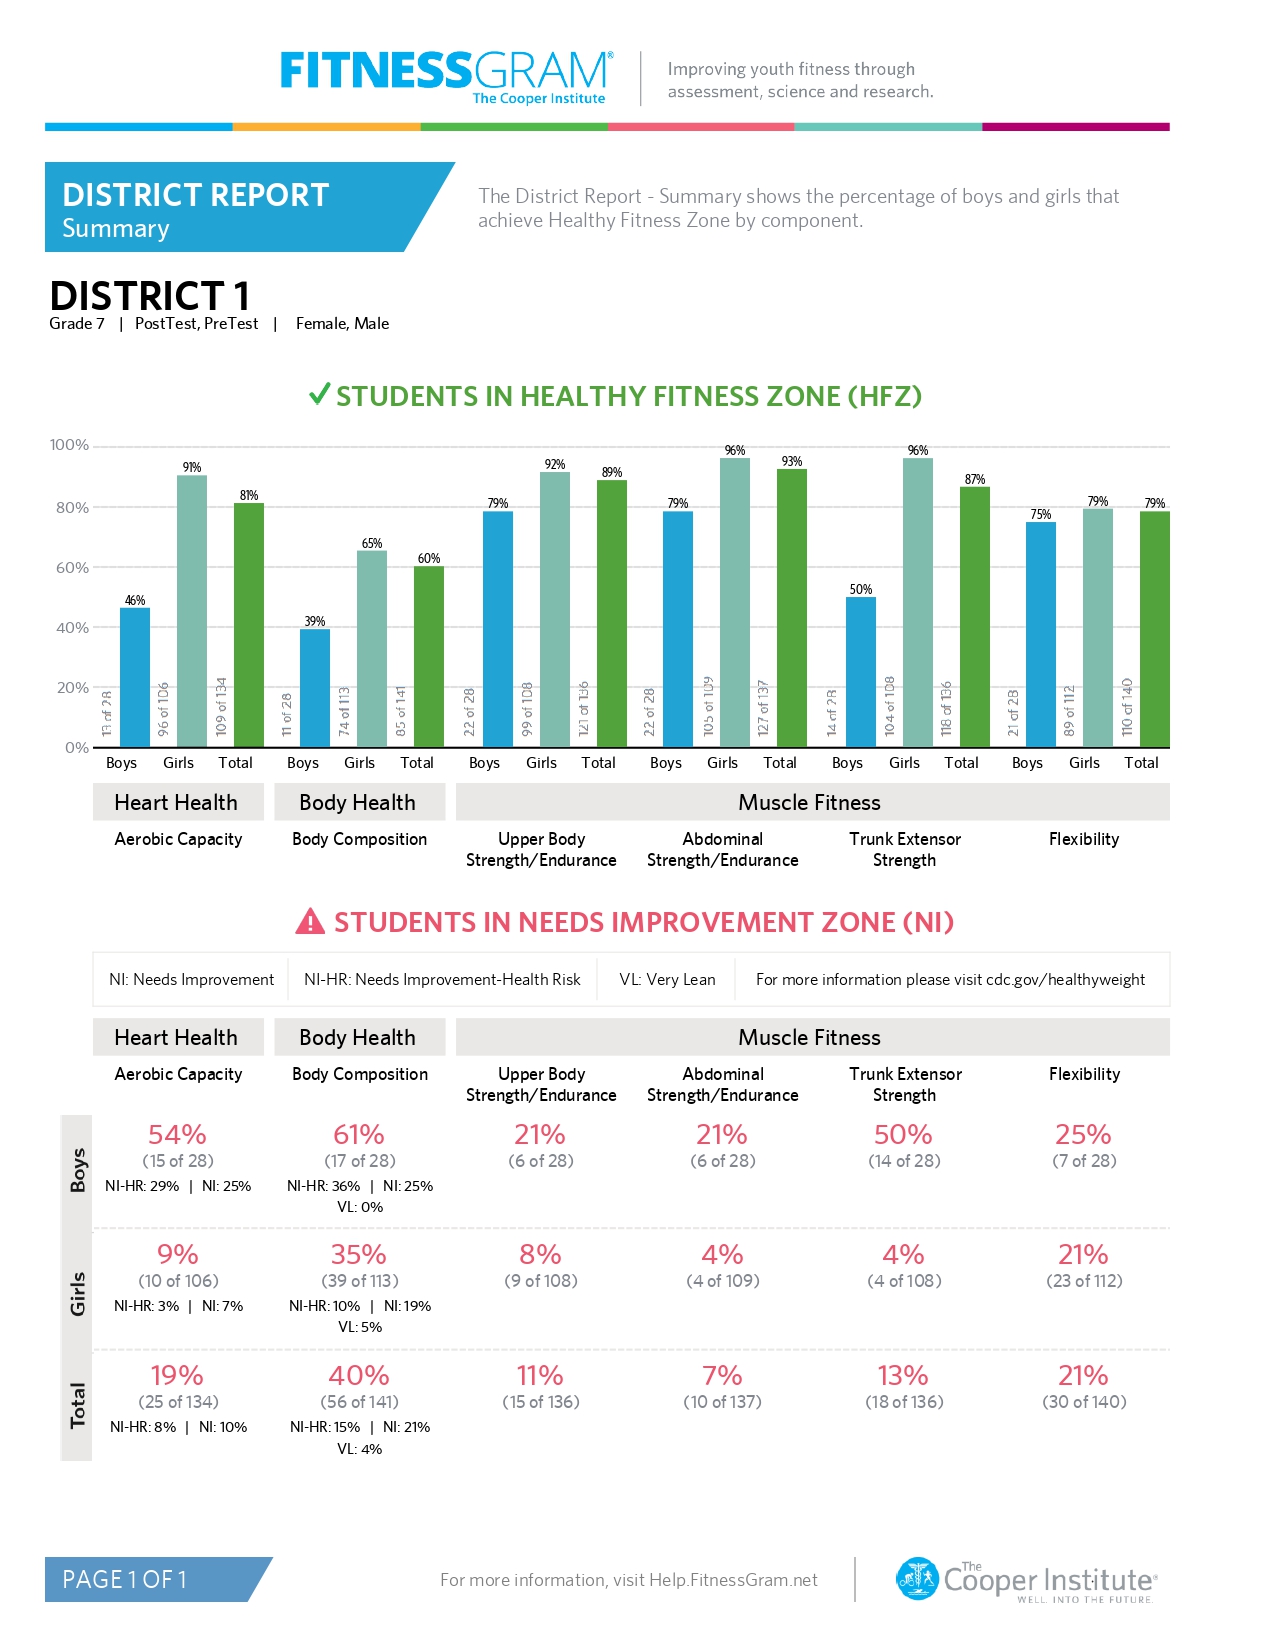 FITNESSGRAM®
The Cooper Institute
Improving youth fitness through
assessment, science and research.
DISTRICT REPORT
Summary
The District Report - Summary shows the percentage of boys and girls that
achieve Healthy Fitness Zone by component.
DISTRICT 1
Grade 7 | PostTest, PreTest | Female, Male
STUDENTS IN HEALTHY FITNESS ZONE (HFZ)
100%
80%
60%
40%
20%
0%
46% 91% 81% 39% 65% 60% 79% 92% 89% 79% 96% 93% 50% 96% 87% 75% 79% 79%
13 of 28 96 of 106 109 of 134 11 of 28 74 of 113 85 of 141 22 of 28 99 of 108 121 of 136 22 of 28 105 of 109 127 of 137 14 of 28 104 of 108 118 of 136 21 of 28 89 of 112 110 of 140
Boys Girls Total Boys Girls Total Boys Girls Total Boys Girls Total Boys Girls Total Boys Girls Total
Heart Health Body Health Muscle Fitness
Aerobic Capacity Body Composition Upper Body Abdominal Trunk Extensor Flexibility
Strength/Endurance Strength/Endurance Strength
STUDENTS IN NEEDS IMPROVEMENT ZONE (NI)
NI: Needs Improvement NI-HR: Needs Improvement-Health Risk VL: Very Lean For more information please visit cdc.gov/healthyweight
Heart Health Body Health Muscle Fitness
Aerobic Capacity Body Composition Upper Body Abdominal Trunk Extensor Flexibility
Strength/Endurance Strength/Endurance Strength
Boys
54% 61% 21% 21% 50% 25%
(15 of 28) (17 of 28) (6 of 28) (6 of 28) (14 of 28) (7 of 28)
NI-HR: 29% | NI: 25% NI-HR: 36% | NI: 25%
VL: 0%
Girls
9% 35% 8% 4% 4% 21%
(10 of 106) (39 of 113) (9 of 108) (4 of 109) (4 of 108) (23 of 112)
NI-HR: 3% | NI: 7% NI-HR: 10% | NI: 19%
VL: 5%
Total
19% 40% 11% 7% 13% 21%
(25 of 134) (56 of 141) (15 of 136) (10 of 137) (18 of 136) (30 of 140)
NI-HR: 8% | NI: 10% NI-HR: 15% | NI: 21%
VL: 4%
PAGE 1 OF 1
For more information, visit Help.FitnessGram.net
The
Cooper Institute®
WELL. INTO THE FUTURE.